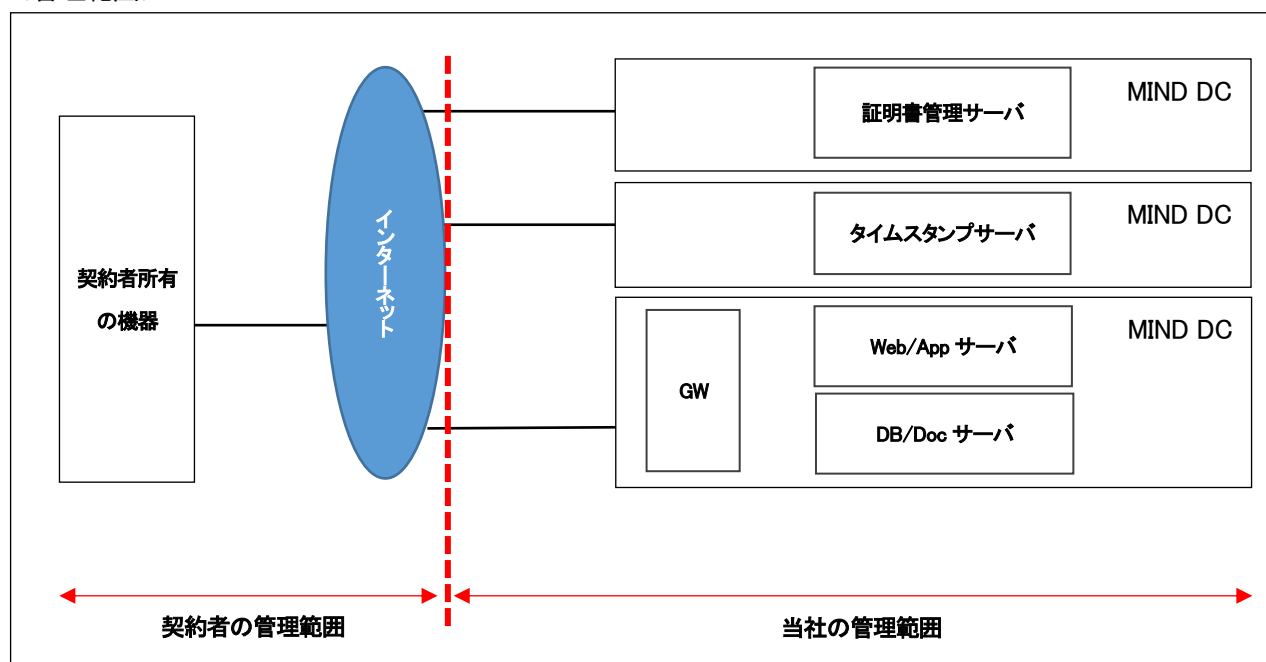 契約者所有
の機器
インターネット
MIND DC
証明書管理サーバ
MIND DC
タイムスタンプサーバ
MIND DC
GW
Web/App サーバ
DB/Doc サーバ
契約者の管理範囲
当社の管理範囲